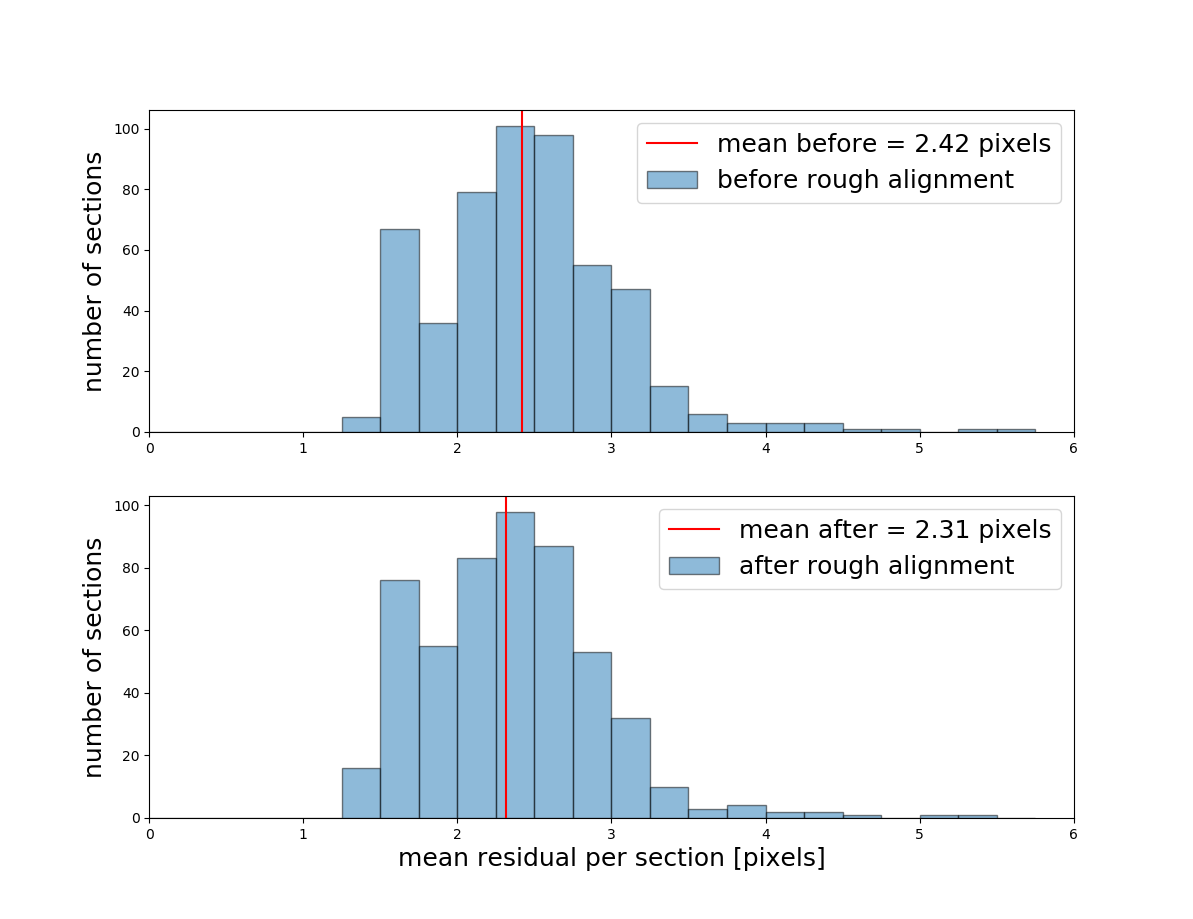 number of sections
100
80
60
40
20
0
mean before = 2.42 pixels
before rough alignment
0 1 2 3 4 5 6
number of sections
100
80
60
40
20
0
mean after = 2.31 pixels
after rough alignment
0 1 2 3 4 5 6
mean residual per section [pixels]